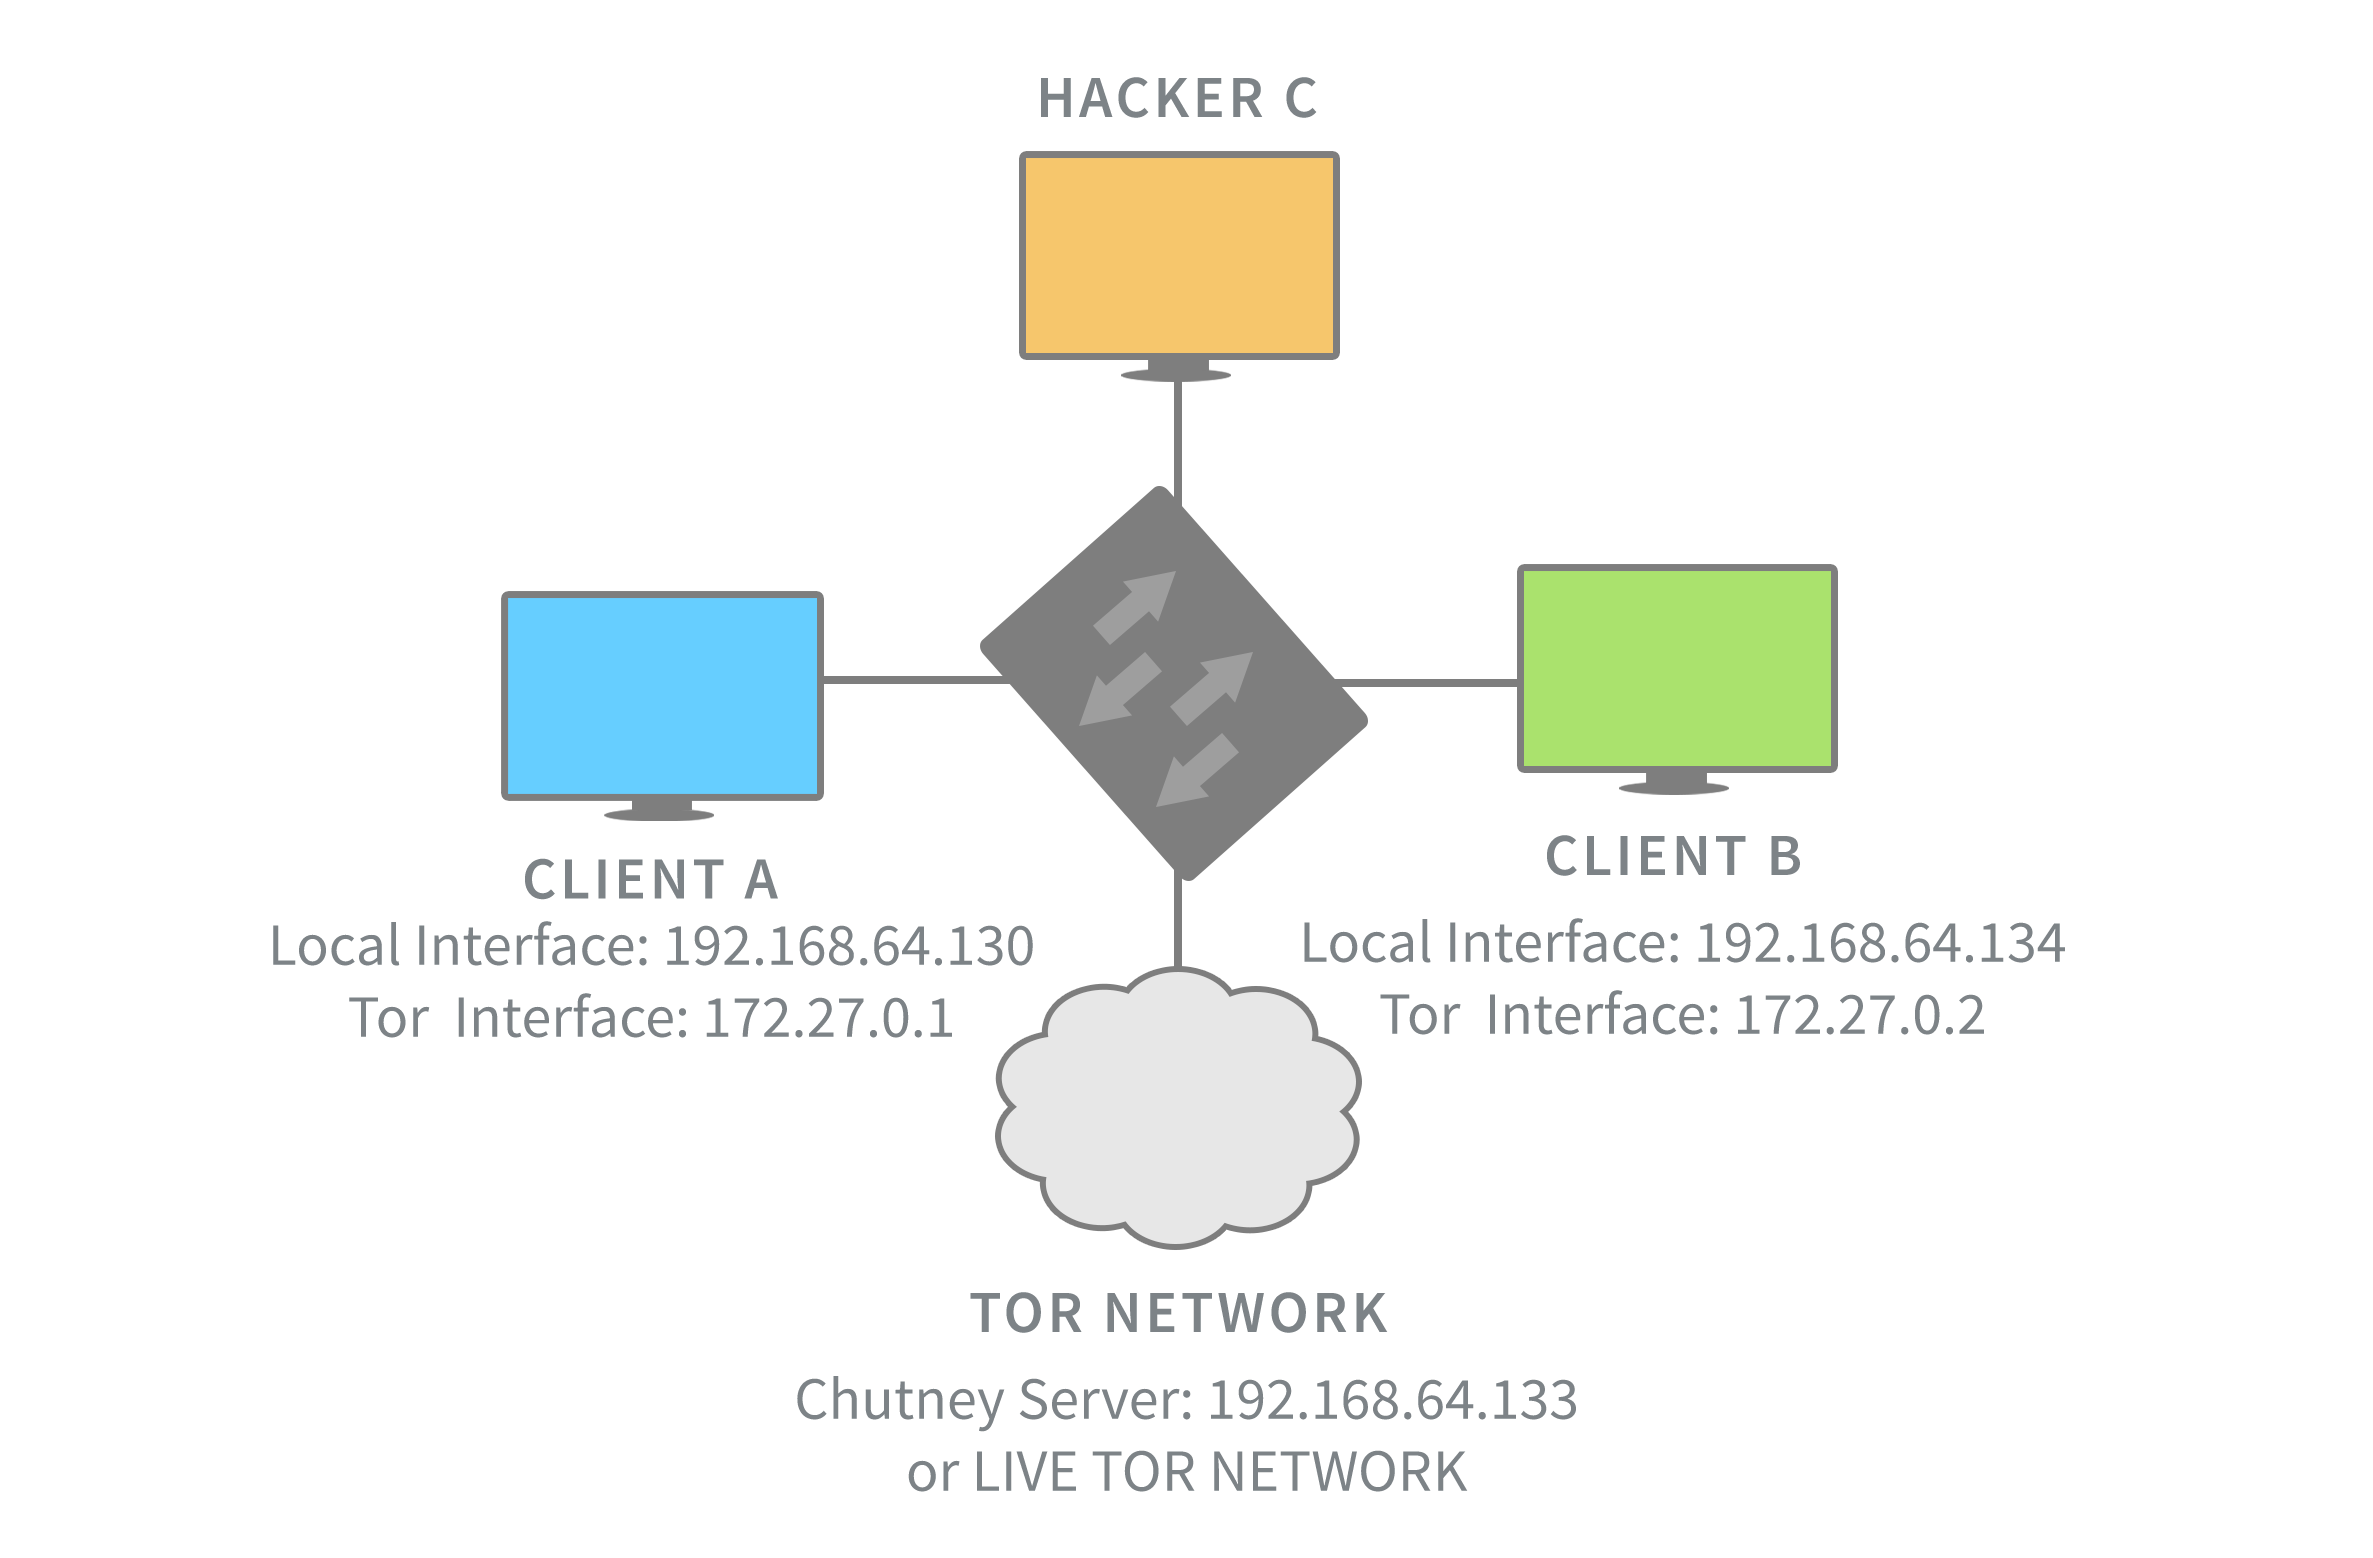 HACKER C
CLIENT A
Local Interface: 192.168.64.130
Tor Interface: 172.27.0.1
CLIENT B
Local Interface: 192.168.64.134
Tor Interface: 172.27.0.2
TOR NETWORK
Chutney Server: 192.168.64.133
or LIVE TOR NETWORK